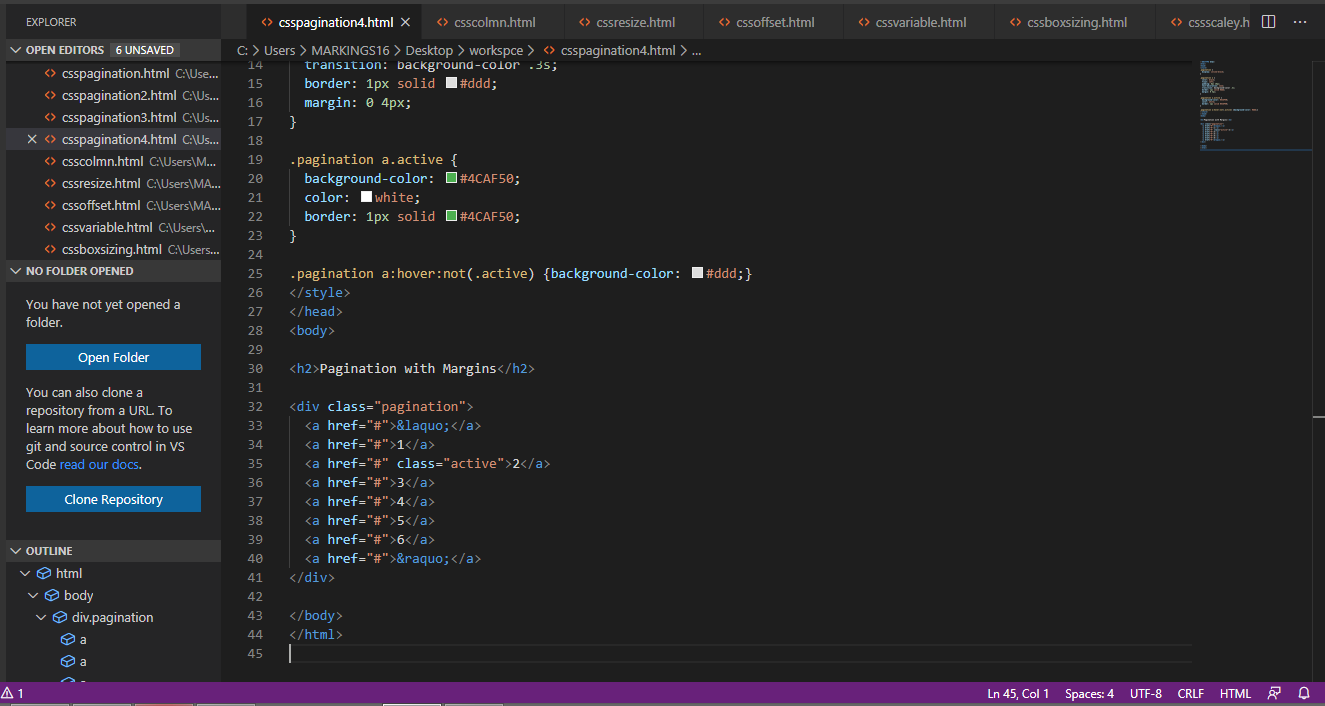 EXPLORER
OPEN EDITORS 6 UNSAVED
csspagination.html C:\Use...
csspagination2.html C:\Us...
csspagination3.html C:\Us...
csspagination4.html C:\Us...
csscolmn.html C:\Users\M...
cssresize.html C:\Users\MA...
cssoffset.html C:\Users\MA...
cssvariable.html C:\Users\...
cssboxsizing.html C:\Users...
NO FOLDER OPENED
You have not yet opened a
folder.
Open Folder
You can also clone a
repository from a URL. To
learn more about how to use
git and source control in VS
Code read our docs.
Clone Repository
OUTLINE
html
body
div.pagination
a
a
csspagination4.html csscolmn.html cssresize.html cssoffset.html cssvariable.html cssboxsizing.html cssscaley.h
C: > Users > MARKINGS16 > Desktop > workspce > csspagination4.html > ...
14 transition: background-color .3s;
15 border: 1px solid #ddd;
16 margin: 0 4px;
17 }
18
19 .pagination a.active {
20 background-color: #4CAF50;
21 color: white;
22 border: 1px solid #4CAF50;
23 }
24
25 .pagination a:hover:not(.active) {background-color: #ddd;}
26 </style>
27 </head>
28 <body>
29
30 <h2>Pagination with Margins</h2>
31
32 <div class="pagination">
33 <a href="#">&laquo;</a>
34 <a href="#">1</a>
35 <a href="#" class="active">2</a>
36 <a href="#">3</a>
37 <a href="#">4</a>
38 <a href="#">5</a>
39 <a href="#">6</a>
40 <a href="#">&raquo;</a>
41 </div>
42
43 </body>
44 </html>
45
1
Ln 45, Col 1 Spaces: 4 UTF-8 CRLF HTML